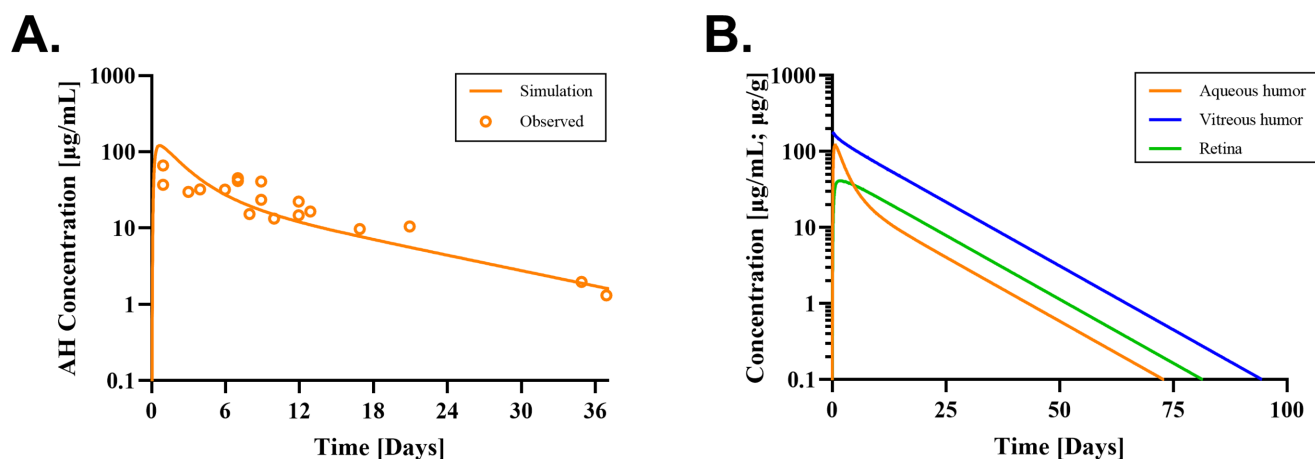 A.
AH Concentration [µg/mL]
1000
100
10
1
0.1
0 6 12 18 24 30 36
Time [Days]
Simulation
Observed
B.
Concentration [µg/mL; µg/g]
1000
100
10
1
0.1
0 25 50 75 100
Time [Days]
Aqueous humor
Vitreous humor
Retina